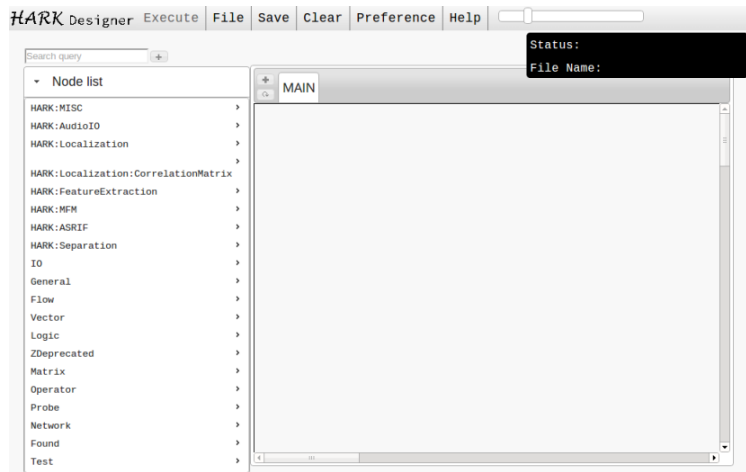 HARK Designer Execute File Save Clear Preference Help
Status:
File Name:
Search query
Node list
MAIN
HARK:MISC
HARK:AudioIO
HARK:Localization
HARK:Localization:CorrelationMatrix
HARK:FeatureExtraction
HARK:MFM
HARK:ASRIF
HARK:Separation
IO
General
Flow
Vector
Logic
ZDeprecated
Matrix
Operator
Probe
Network
Found
Test